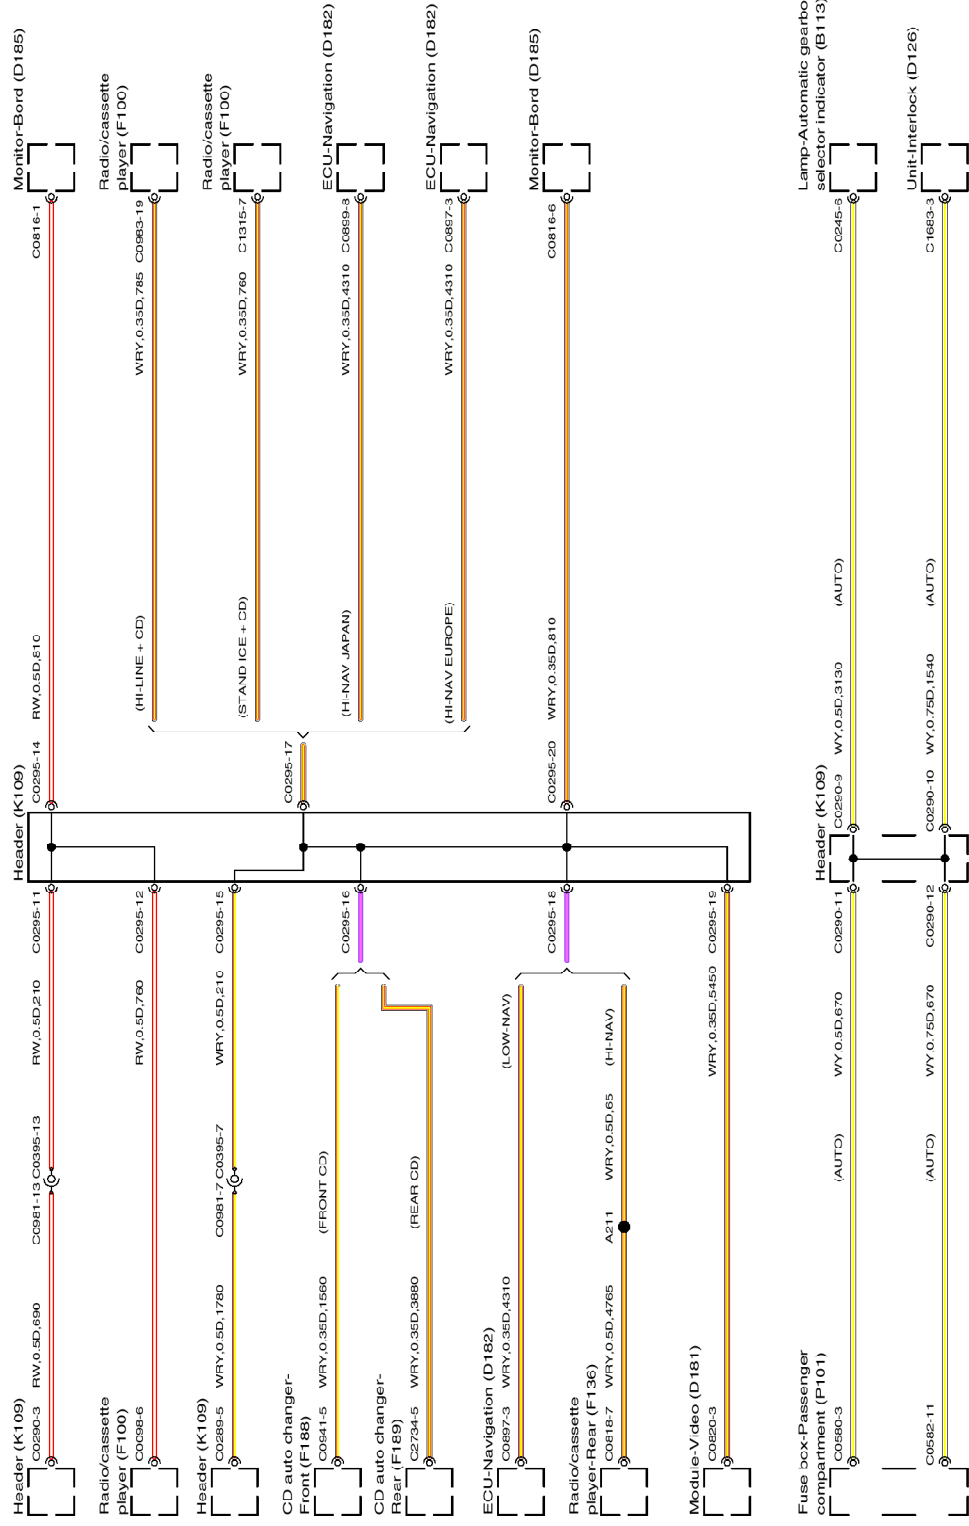 Monitor-Bord (D185)
C0816-1
RW,0.5D,810
C0295-14
Header (K109)
C0295-11
RW,0.5D,210
C0981-13 C0395-13
RW,0.5D,690
C0290-3
Header (K109)
Radio/cassette
player (F100)
WRY,0.35D,785 C0983-19
(HI-LINE + CD)
C0295-12
RW,0.5D,760
C0098-6
Radio/cassette
player (F100)
Radio/cassette
player (F100)
C1315-7
WRY,0.35D,760
(STAND ICE + CD)
C0295-15
WRY,0.5D,210
C0981-7 C0395-7
WRY,0.5D,1780
C0289-5
Header (K109)
C0295-17
ECU-Navigation (D182)
WRY,0.35D,4310 C0899-3
(HI-NAV JAPAN)
C0295-16
(FRONT CD)
WRY,0.35D,1560
C0941-5
CD auto changer-
Front (F188)
ECU-Navigation (D182)
WRY,0.35D,4310 C0897-3
(HI-NAV EUROPE)
(REAR CD)
WRY,0.35D,3880
C2734-5
CD auto changer-
Rear (F189)
Monitor-Bord (D185)
C0816-6
WRY,0.35D,810
C0295-20
C0295-18
(LOW-NAV)
WRY,0.35D,4310
C0897-3
ECU-Navigation (D182)
(HI-NAV)
WRY,0.5D,65
A211
WRY,0.5D,4765
C0818-7
Radio/cassette
player-Rear (F136)
C0295-19
WRY,0.35D,5450
C0820-3
Module-Video (D181)
Lamp-Automatic gearbo
selector indicator (B113)
C0245-6
(AUTO)
WY,0.5D,3130
C0290-9
Header (K109)
C0290-11
WY,0.5D,670
(AUTO)
C0580-3
Fuse box-Passenger
compartment (P101)
Unit-Interlock (D126)
C1683-3
(AUTO)
WY,0.75D,1540
C0290-10
C0290-12
WY,0.75D,670
(AUTO)
C0582-11